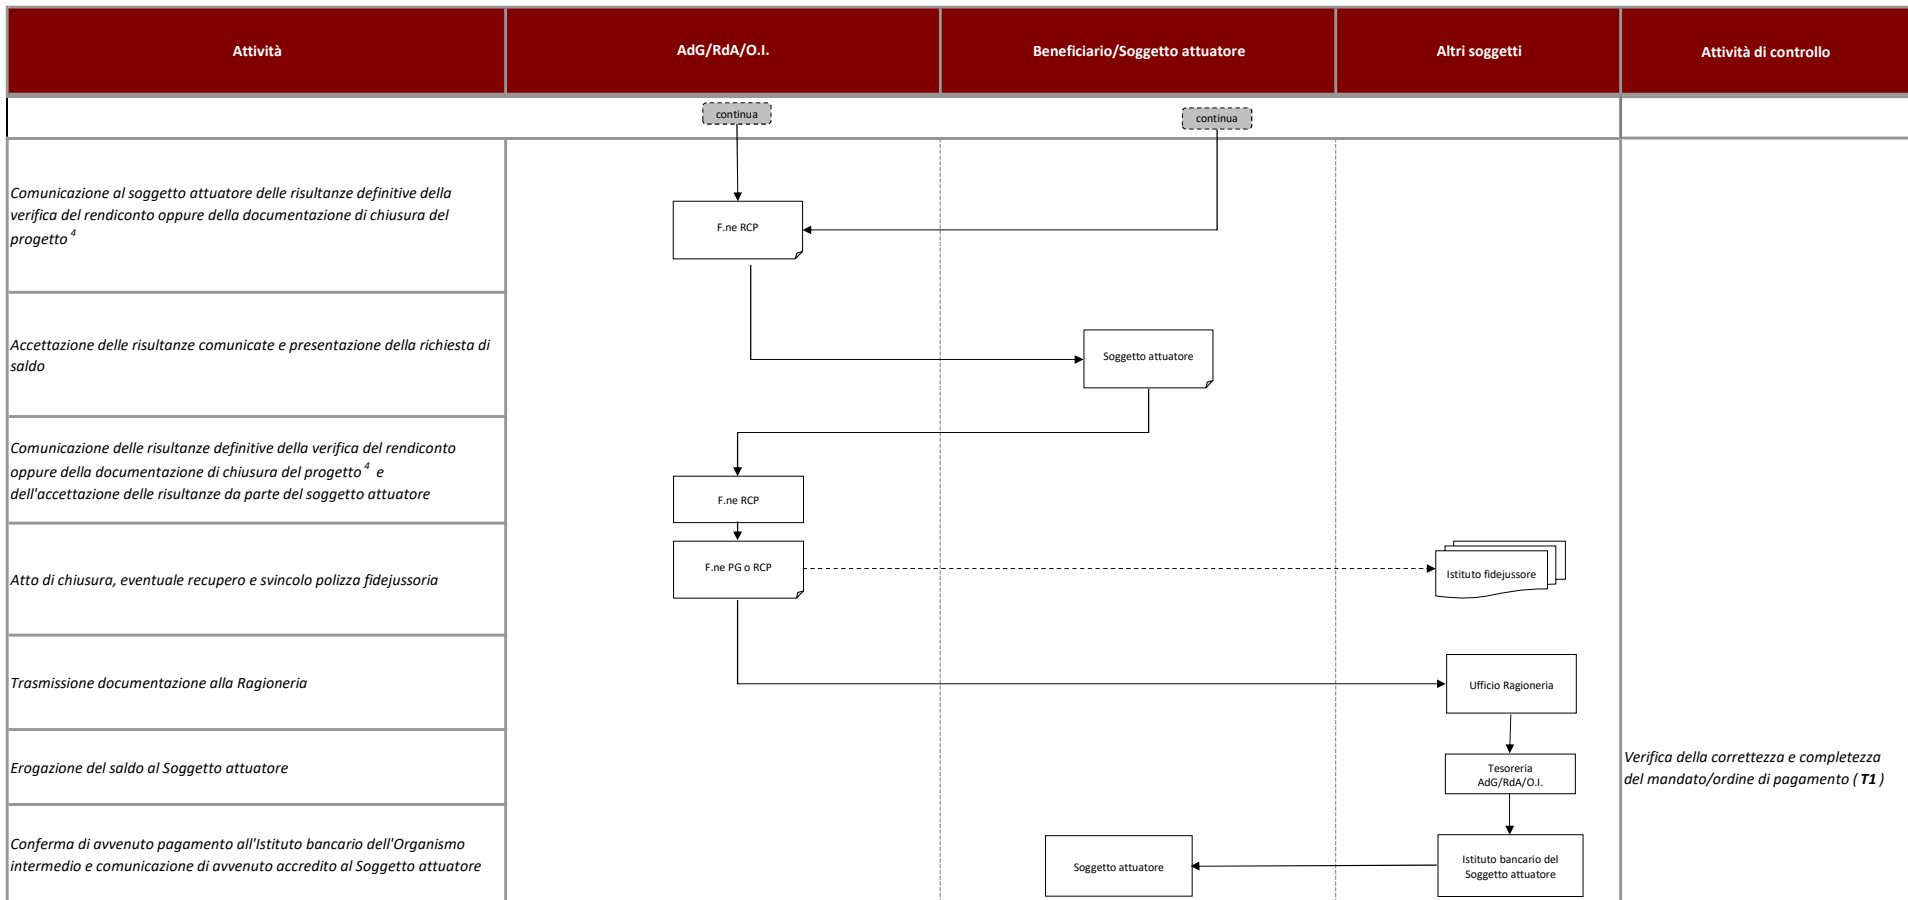 Attività
AdG/RdA/O.I.
Beneficiario/Soggetto attuatore
Altri soggetti
Attività di controllo
continua
continua
Comunicazione al soggetto attuatore delle risultanze definitive della
verifica del rendiconto oppure della documentazione di chiusura del
progetto 4
F.ne RCP
Accettazione delle risultanze comunicate e presentazione della richiesta di
saldo
Soggetto attuatore
Comunicazione delle risultanze definitive della verifica del rendiconto
oppure della documentazione di chiusura del progetto 4 e
dell'accettazione delle risultanze da parte del soggetto attuatore
F.ne RCP
Atto di chiusura, eventuale recupero e svincolo polizza fidejussoria
F.ne PG o RCP
Istituto fidejussore
Trasmissione documentazione alla Ragioneria
Ufficio Ragioneria
Erogazione del saldo al Soggetto attuatore
Tesoreria
AdG/RdA/O.I.
Verifica della correttezza e completezza
del mandato/ordine di pagamento ( T1 )
Conferma di avvenuto pagamento all'Istituto bancario dell'Organismo
intermedio e comunicazione di avvenuto accredito al Soggetto attuatore
Soggetto attuatore
Istituto bancario del
Soggetto attuatore